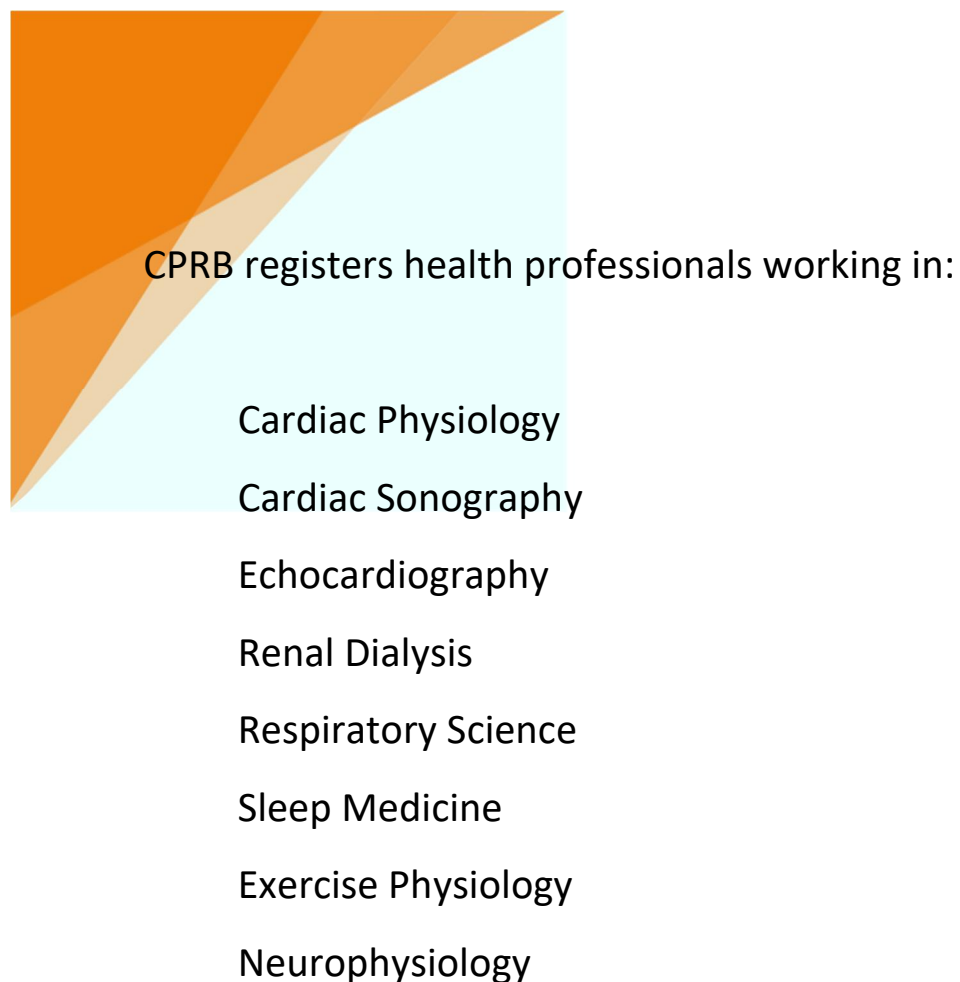 CPRB registers health professionals working in:
Cardiac Physiology
Cardiac Sonography
Echocardiography
Renal Dialysis
Respiratory Science
Sleep Medicine
Exercise Physiology
Neurophysiology